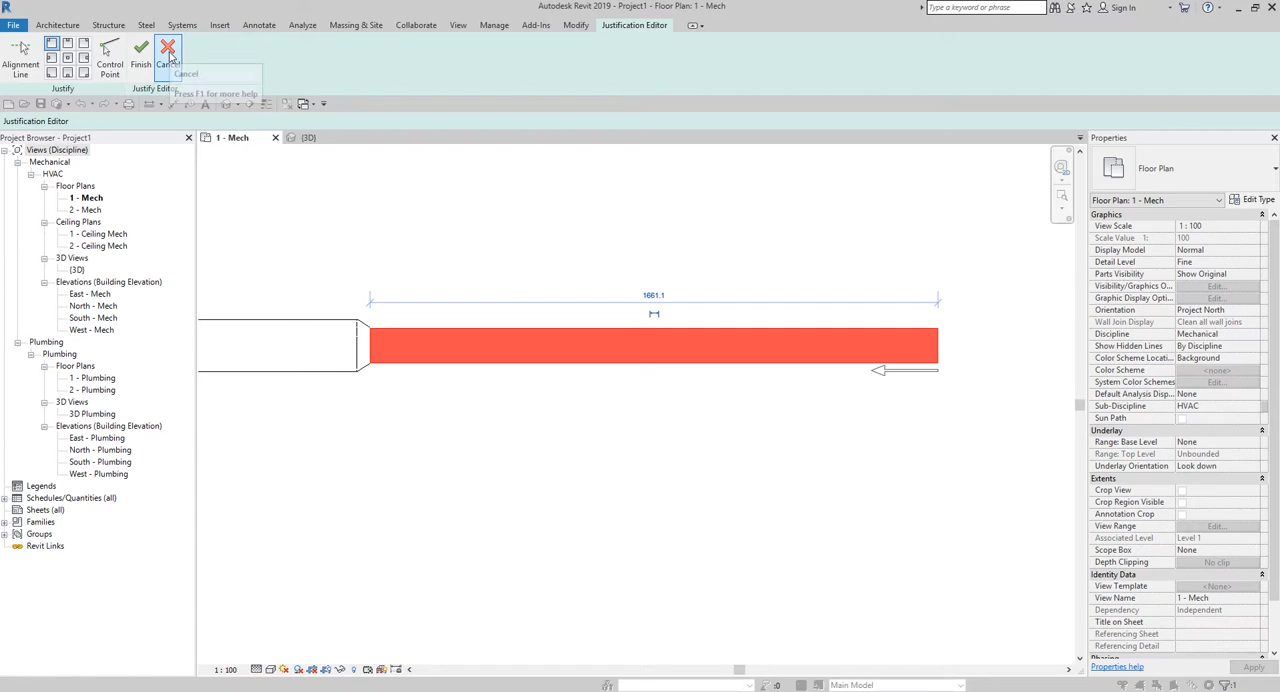 Autodesk Revit 2019 - Project1 - Floor Plan: 1 - Mech
Type a keyword or phrase
Sign In
File Architecture Structure Steel Systems Insert Annotate Analyze Massing & Site Collaborate View Manage Add-Ins Modify Justification Editor
Alignment Line
Control Point
Finish
Cancel
Justify
Justify Editor
Cancel
Press F1 for more help
Justification Editor
Project Browser - Project1
Views (Discipline)
Mechanical
HVAC
Floor Plans
1 - Mech
2 - Mech
Ceiling Plans
1 - Ceiling Mech
2 - Ceiling Mech
3D Views
{3D}
Elevations (Building Elevation)
East - Mech
North - Mech
South - Mech
West - Mech
Plumbing
Plumbing
Floor Plans
1 - Plumbing
2 - Plumbing
3D Views
3D Plumbing
Elevations (Building Elevation)
East - Plumbing
North - Plumbing
South - Plumbing
West - Plumbing
Legends
Schedules/Quantities (all)
Sheets (all)
Families
Groups
Revit Links
1 - Mech
{3D}
1661.1
1 : 100
:0
Main Model
:1
Properties
Floor Plan
Floor Plan: 1 - Mech
Edit Type
Graphics
View Scale 1 : 100
Scale Value 1: 100
Display Model Normal
Detail Level Fine
Parts Visibility Show Original
Visibility/Graphics O... Edit...
Graphic Display Opti... Edit...
Orientation Project North
Wall Join Display Clean all wall joins
Discipline Mechanical
Show Hidden Lines By Discipline
Color Scheme Locati... Background
Color Scheme <none>
System Color Schemes Edit...
Default Analysis Disp... None
Sub-Discipline HVAC
Sun Path
Underlay
Range: Base Level None
Range: Top Level Unbounded
Underlay Orientation Look down
Extents
Crop View
Crop Region Visible
Annotation Crop
View Range Edit...
Associated Level Level 1
Scope Box None
Depth Clipping No clip
Identity Data
View Template <None>
View Name 1 - Mech
Dependency Independent
Title on Sheet
Referencing Sheet
Referencing Detail
Phasing
Properties help
Apply